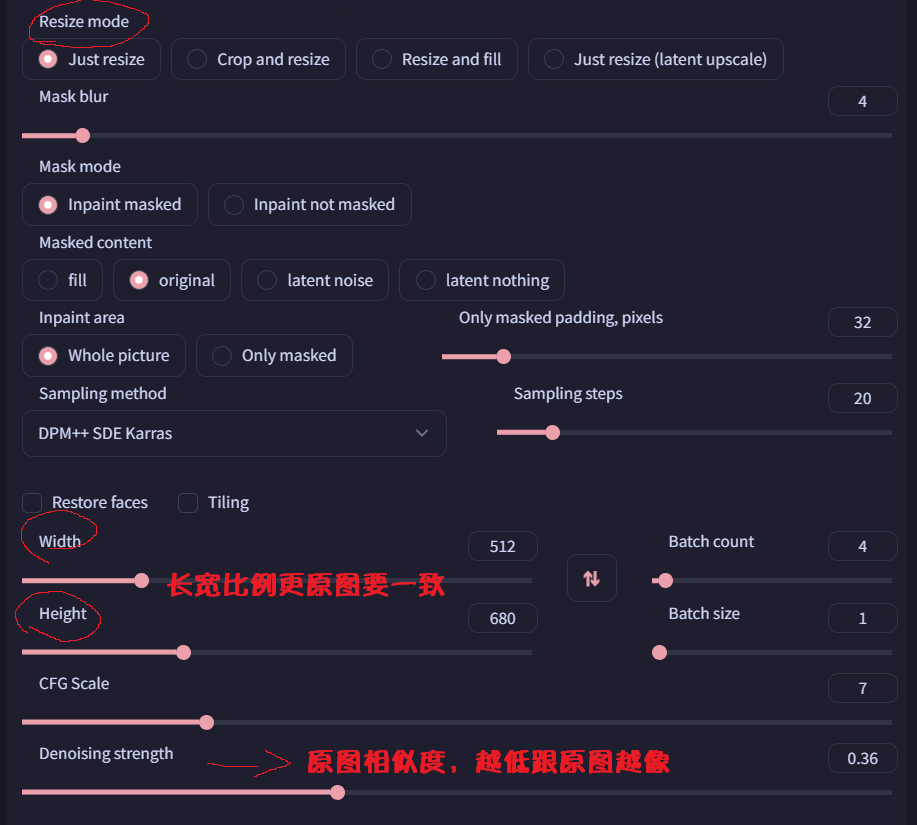 Resize mode
Just resize Crop and resize Resize and fill Just resize (latent upscale)
Mask blur 4
Mask mode
Inpaint masked Inpaint not masked
Masked content
fill original latent noise latent nothing
Inpaint area Only masked padding, pixels 32
Whole picture Only masked
Sampling method Sampling steps 20
DPM++ SDE Karras
Restore faces Tiling
Width 512 Batch count 4
长宽比例更原图要一致
Height 680 Batch size 1
CFG Scale 7
Denoising strength 原图相似度，越低跟原图越像 0.36